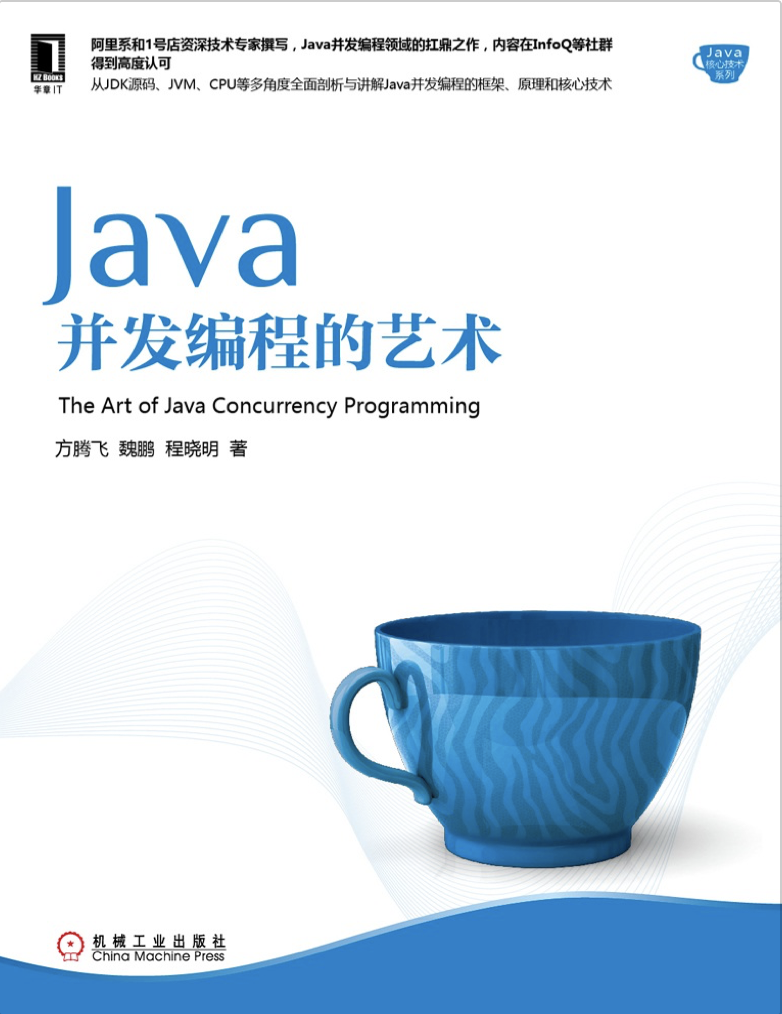 阿里系和1号店资深技术专家撰写，Java并发编程领域的扛鼎之作，内容在InfoQ等社群
得到高度认可
从JDK源码、JVM、CPU等多角度全面剖析与讲解Java并发编程的框架、原理和核心技术
HZ Books
华章IT
Java
核心技术
系列
Java
并发编程的艺术
The Art of Java Concurrency Programming
方腾飞 魏鹏 程晓明 著
机械工业出版社
China Machine Press